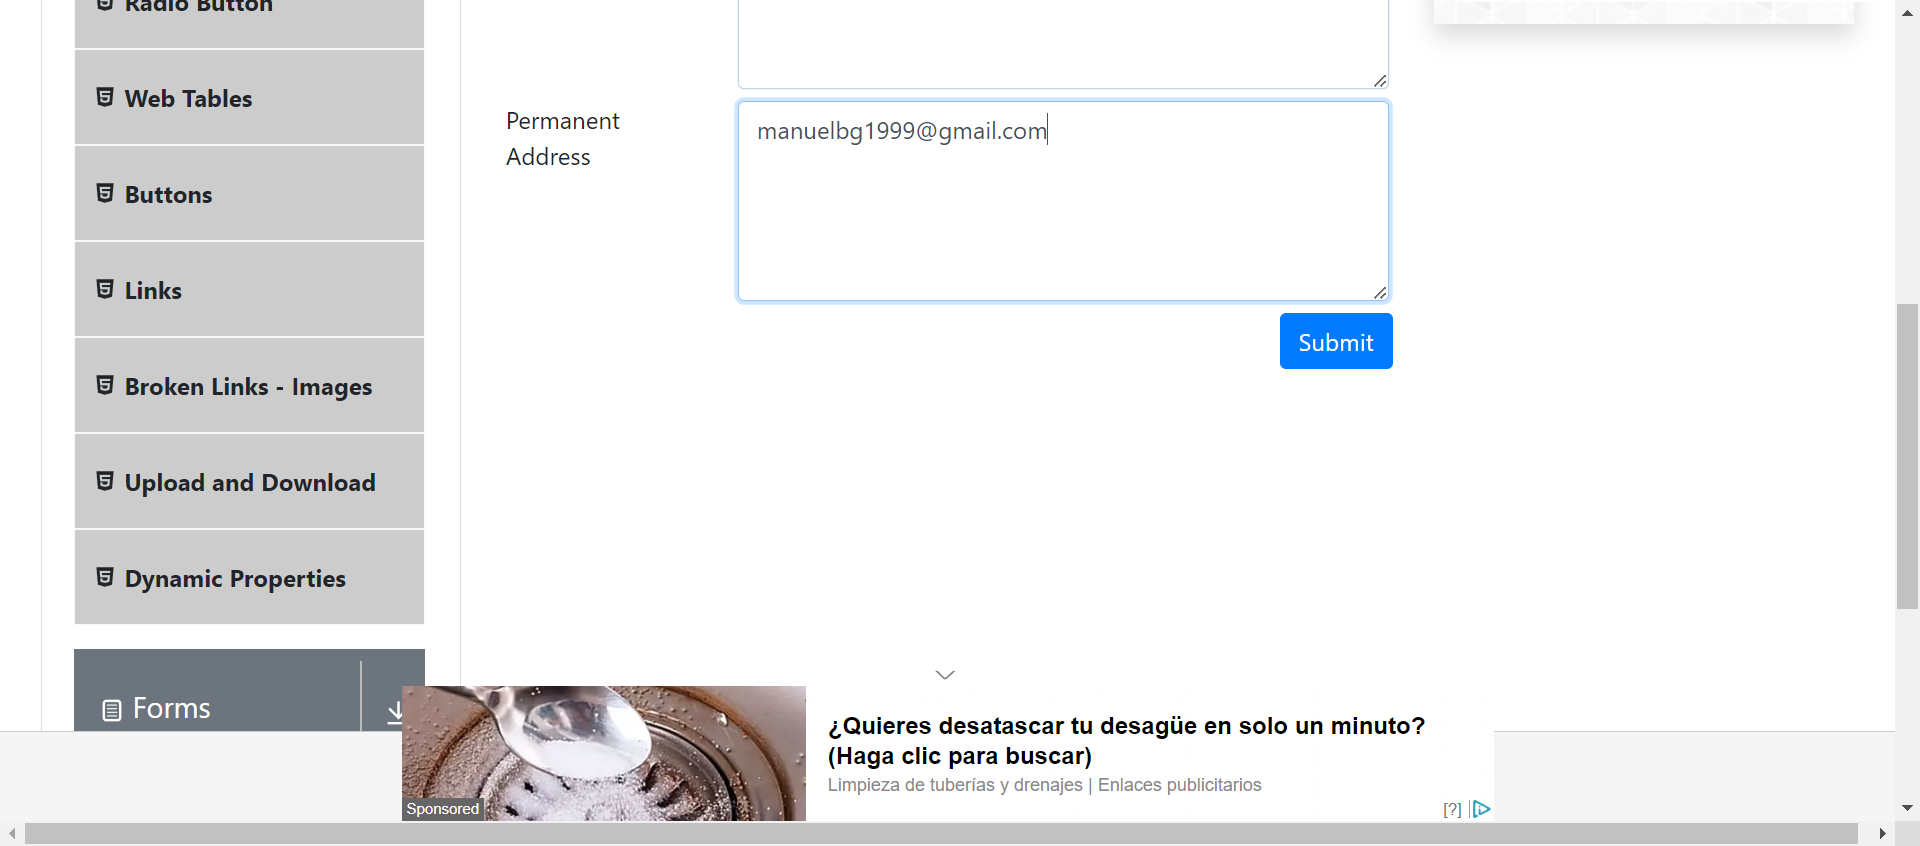 Radio Button
Web Tables
Buttons
Links
Broken Links - Images
Upload and Download
Dynamic Properties
Forms
Permanent
Address
manuelbg1999@gmail.com
Submit
¿Quieres desatascar tu desagüe en solo un minuto?
(Haga clic para buscar)
Limpieza de tuberías y drenajes | Enlaces publicitarios
Sponsored
[?]